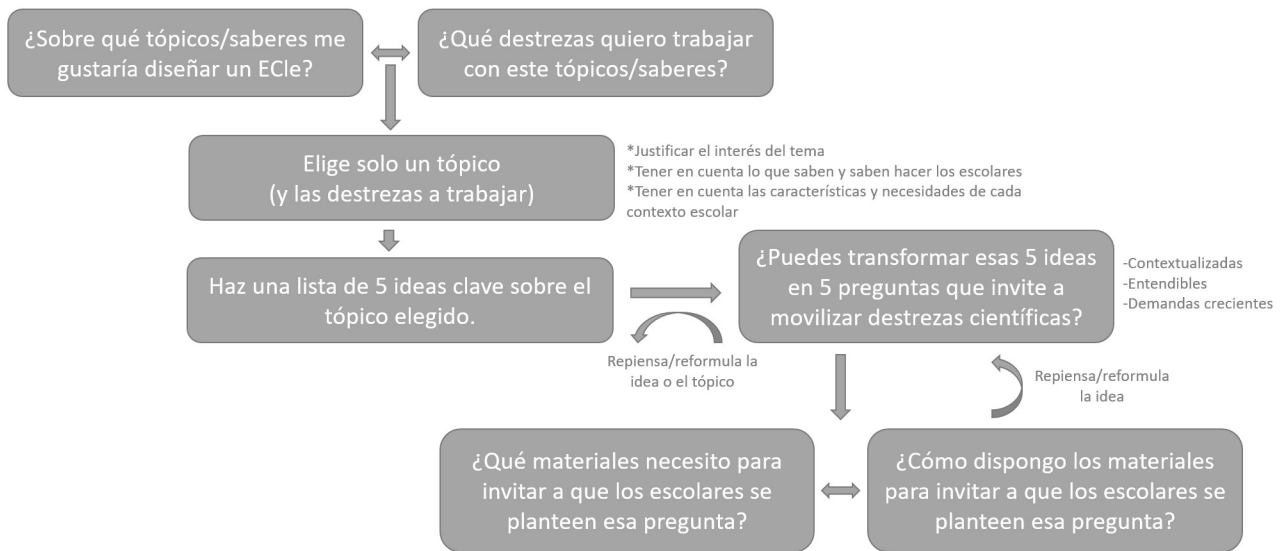 ¿Sobre qué tópicos/saberes me
gustaría diseñar un ECIe?
¿Qué destrezas quiero trabajar
con este tópicos/saberes?
Elige solo un tópico
(y las destrezas a trabajar)
*Justificar el interés del tema
*Tener en cuenta lo que saben y saben hacer los escolares
*Tener en cuenta las características y necesidades de cada
contexto escolar
Haz una lista de 5 ideas clave sobre el
tópico elegido.
¿Puedes transformar esas 5 ideas
en 5 preguntas que invite a
movilizar destrezas científicas?
-Contextualizadas
-Entendibles
-Demandas crecientes
Repiensa/reformula la
idea o el tópico
Repiensa/reformula
la idea
¿Qué materiales necesito para
invitar a que los escolares se
planteen esa pregunta?
¿Cómo dispongo los materiales
para invitar a que los escolares se
planteen esa pregunta?